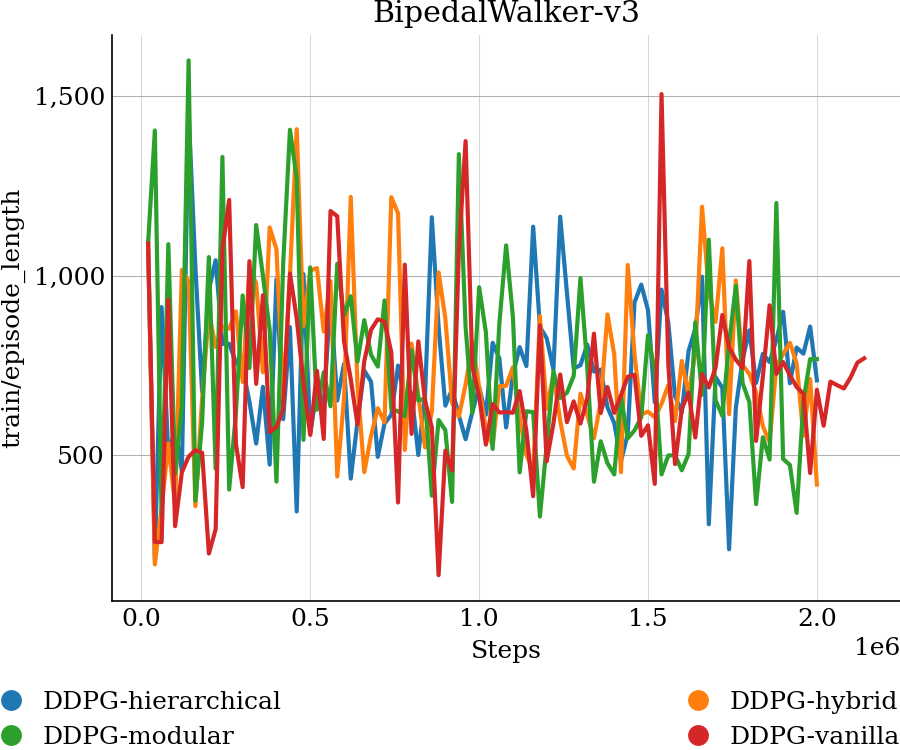 BipedalWalker-v3
train/episode_length
1,500
1,000
500
0.0 0.5 1.0 1.5 2.0
1e6
Steps
DDPG-hierarchical DDPG-hybrid
DDPG-modular DDPG-vanilla